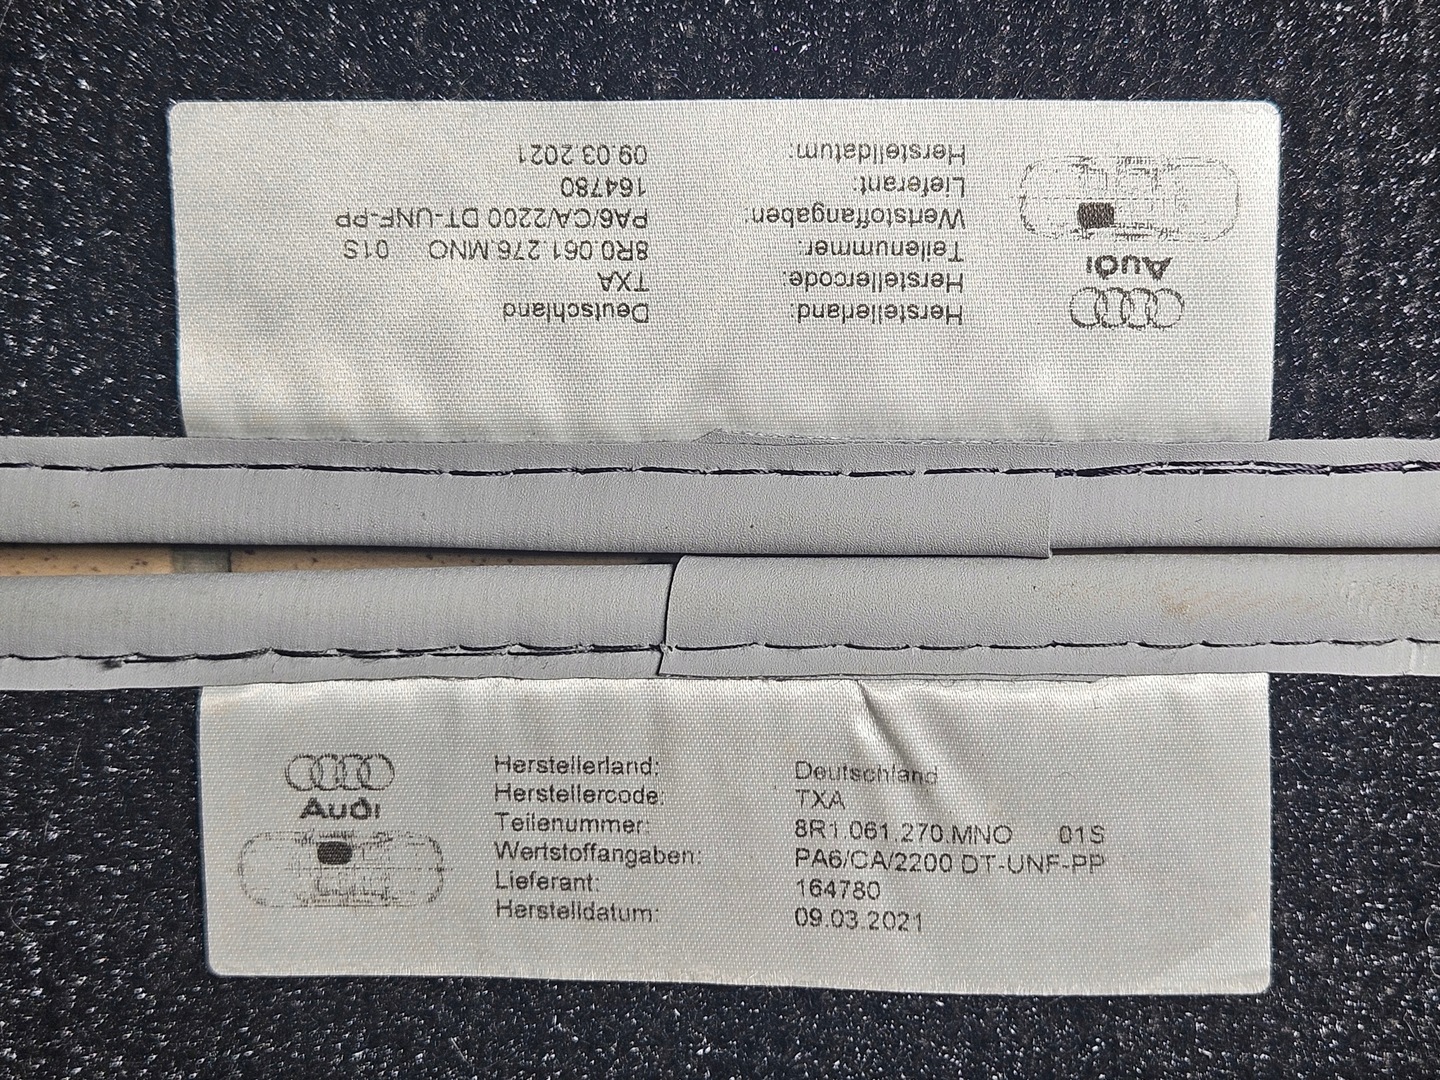 Herstellerland: Deutschland
Herstellercode: TXA
Teilenummer: 8R0.061.276.MNO 01S
Wertstoffangaben: PA6/CA/2200 DT-UNF-PP
Lieferant: 164780
Herstelldatum: 09.03.2021
Audi
Audi
Herstellerland: Deutschland
Herstellercode: TXA
Teilenummer: 8R1.061.270.MNO 01S
Wertstoffangaben: PA6/CA/2200 DT-UNF-PP
Lieferant: 164780
Herstelldatum: 09.03.2021